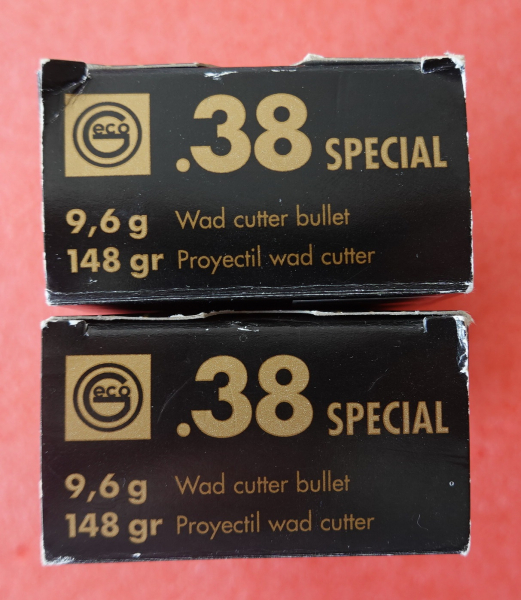 Geco
.38 SPECIAL
9,6 g Wad cutter bullet
148 gr Proyectil wad cutter
Geco
.38 SPECIAL
9,6 g Wad cutter bullet
148 gr Proyectil wad cutter